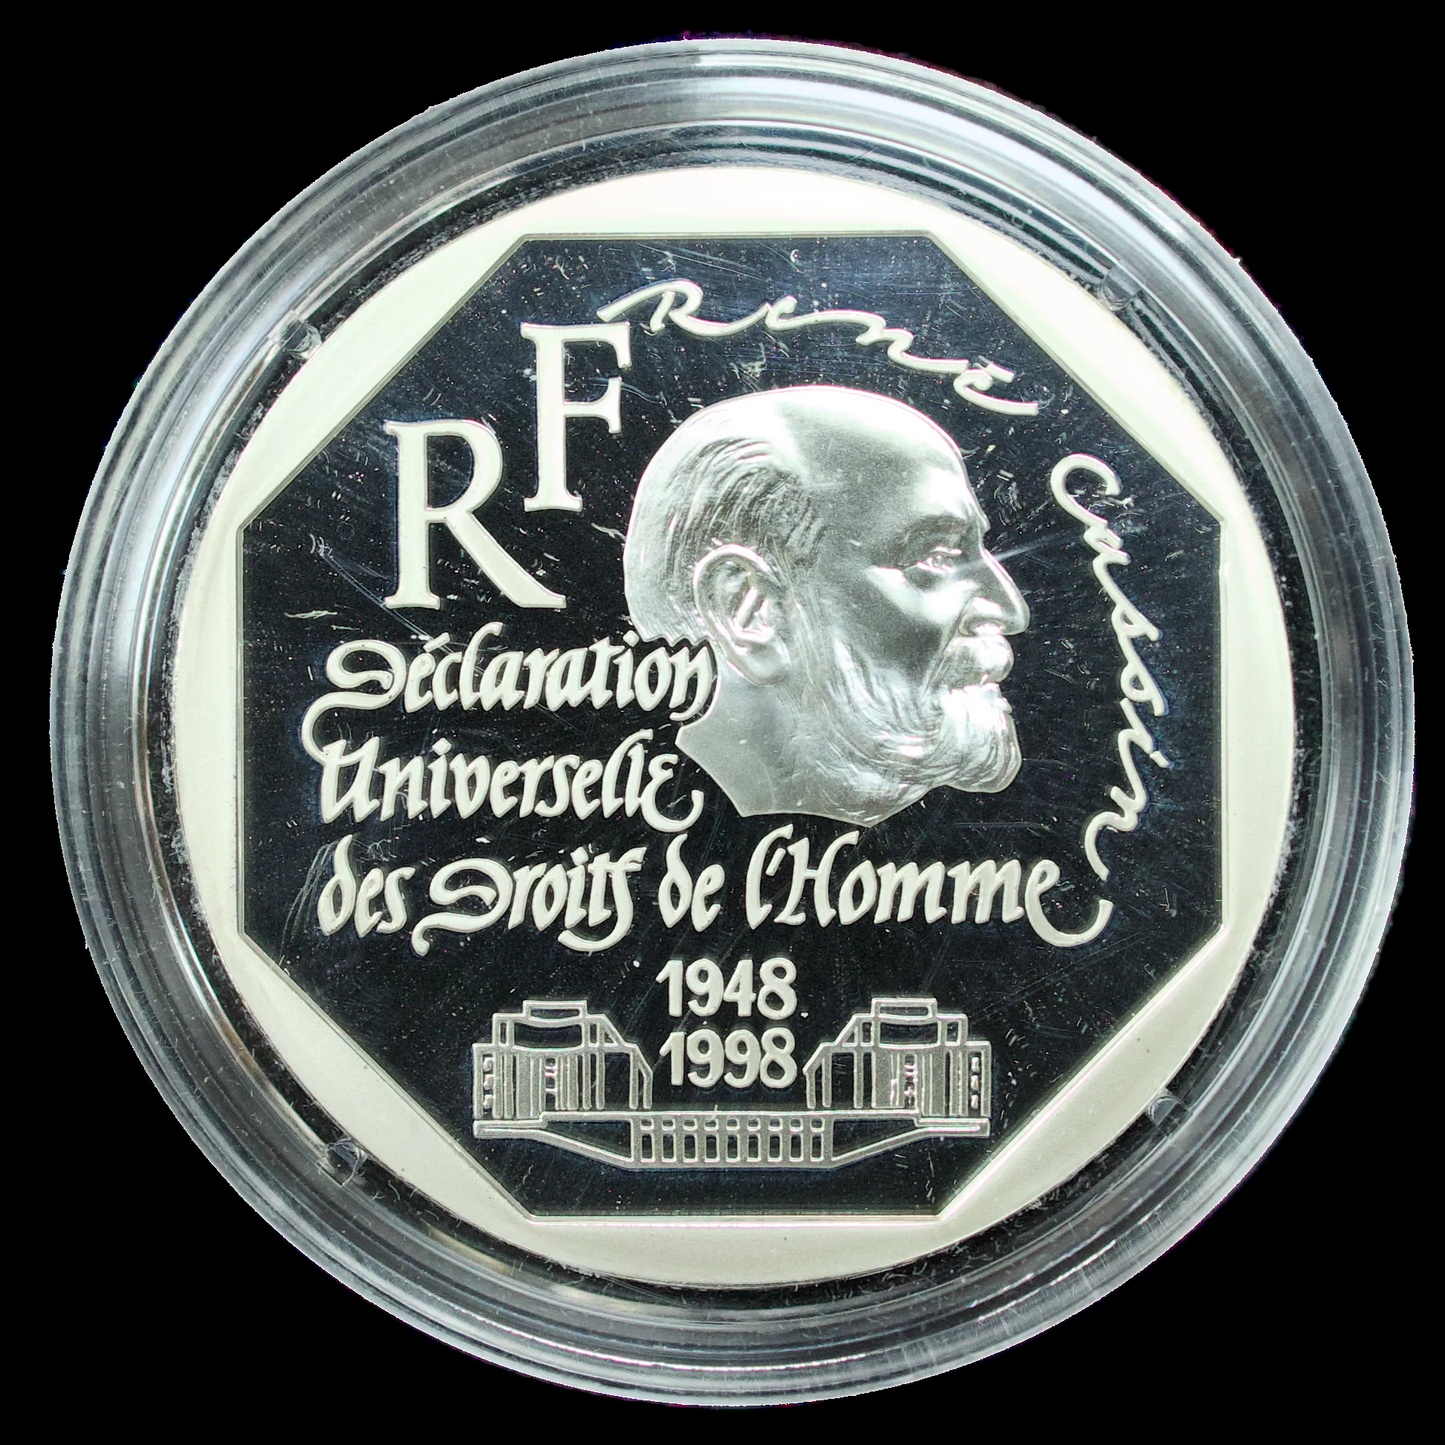 RF
René Cassin
Déclaration
Universelle
des Droits de l'Homme
1948
1998